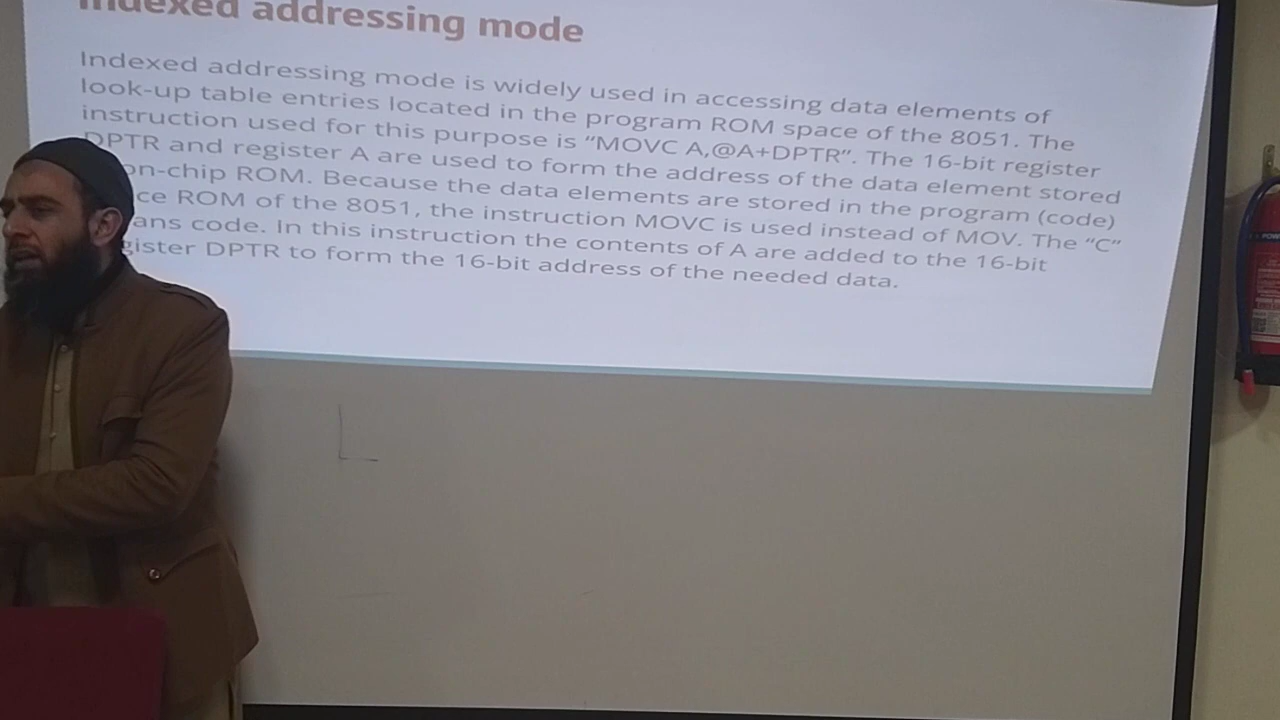 Indexed addressing mode
Indexed addressing mode is widely used in accessing data elements of
look-up table entries located in the program ROM space of the 8051. The
instruction used for this purpose is “MOVC A,@A+DPTR”. The 16-bit register
DPTR and register A are used to form the address of the data element stored
on-chip ROM. Because the data elements are stored in the program (code)
ce ROM of the 8051, the instruction MOVC is used instead of MOV. The “C”
ans code. In this instruction the contents of A are added to the 16-bit
gister DPTR to form the 16-bit address of the needed data.